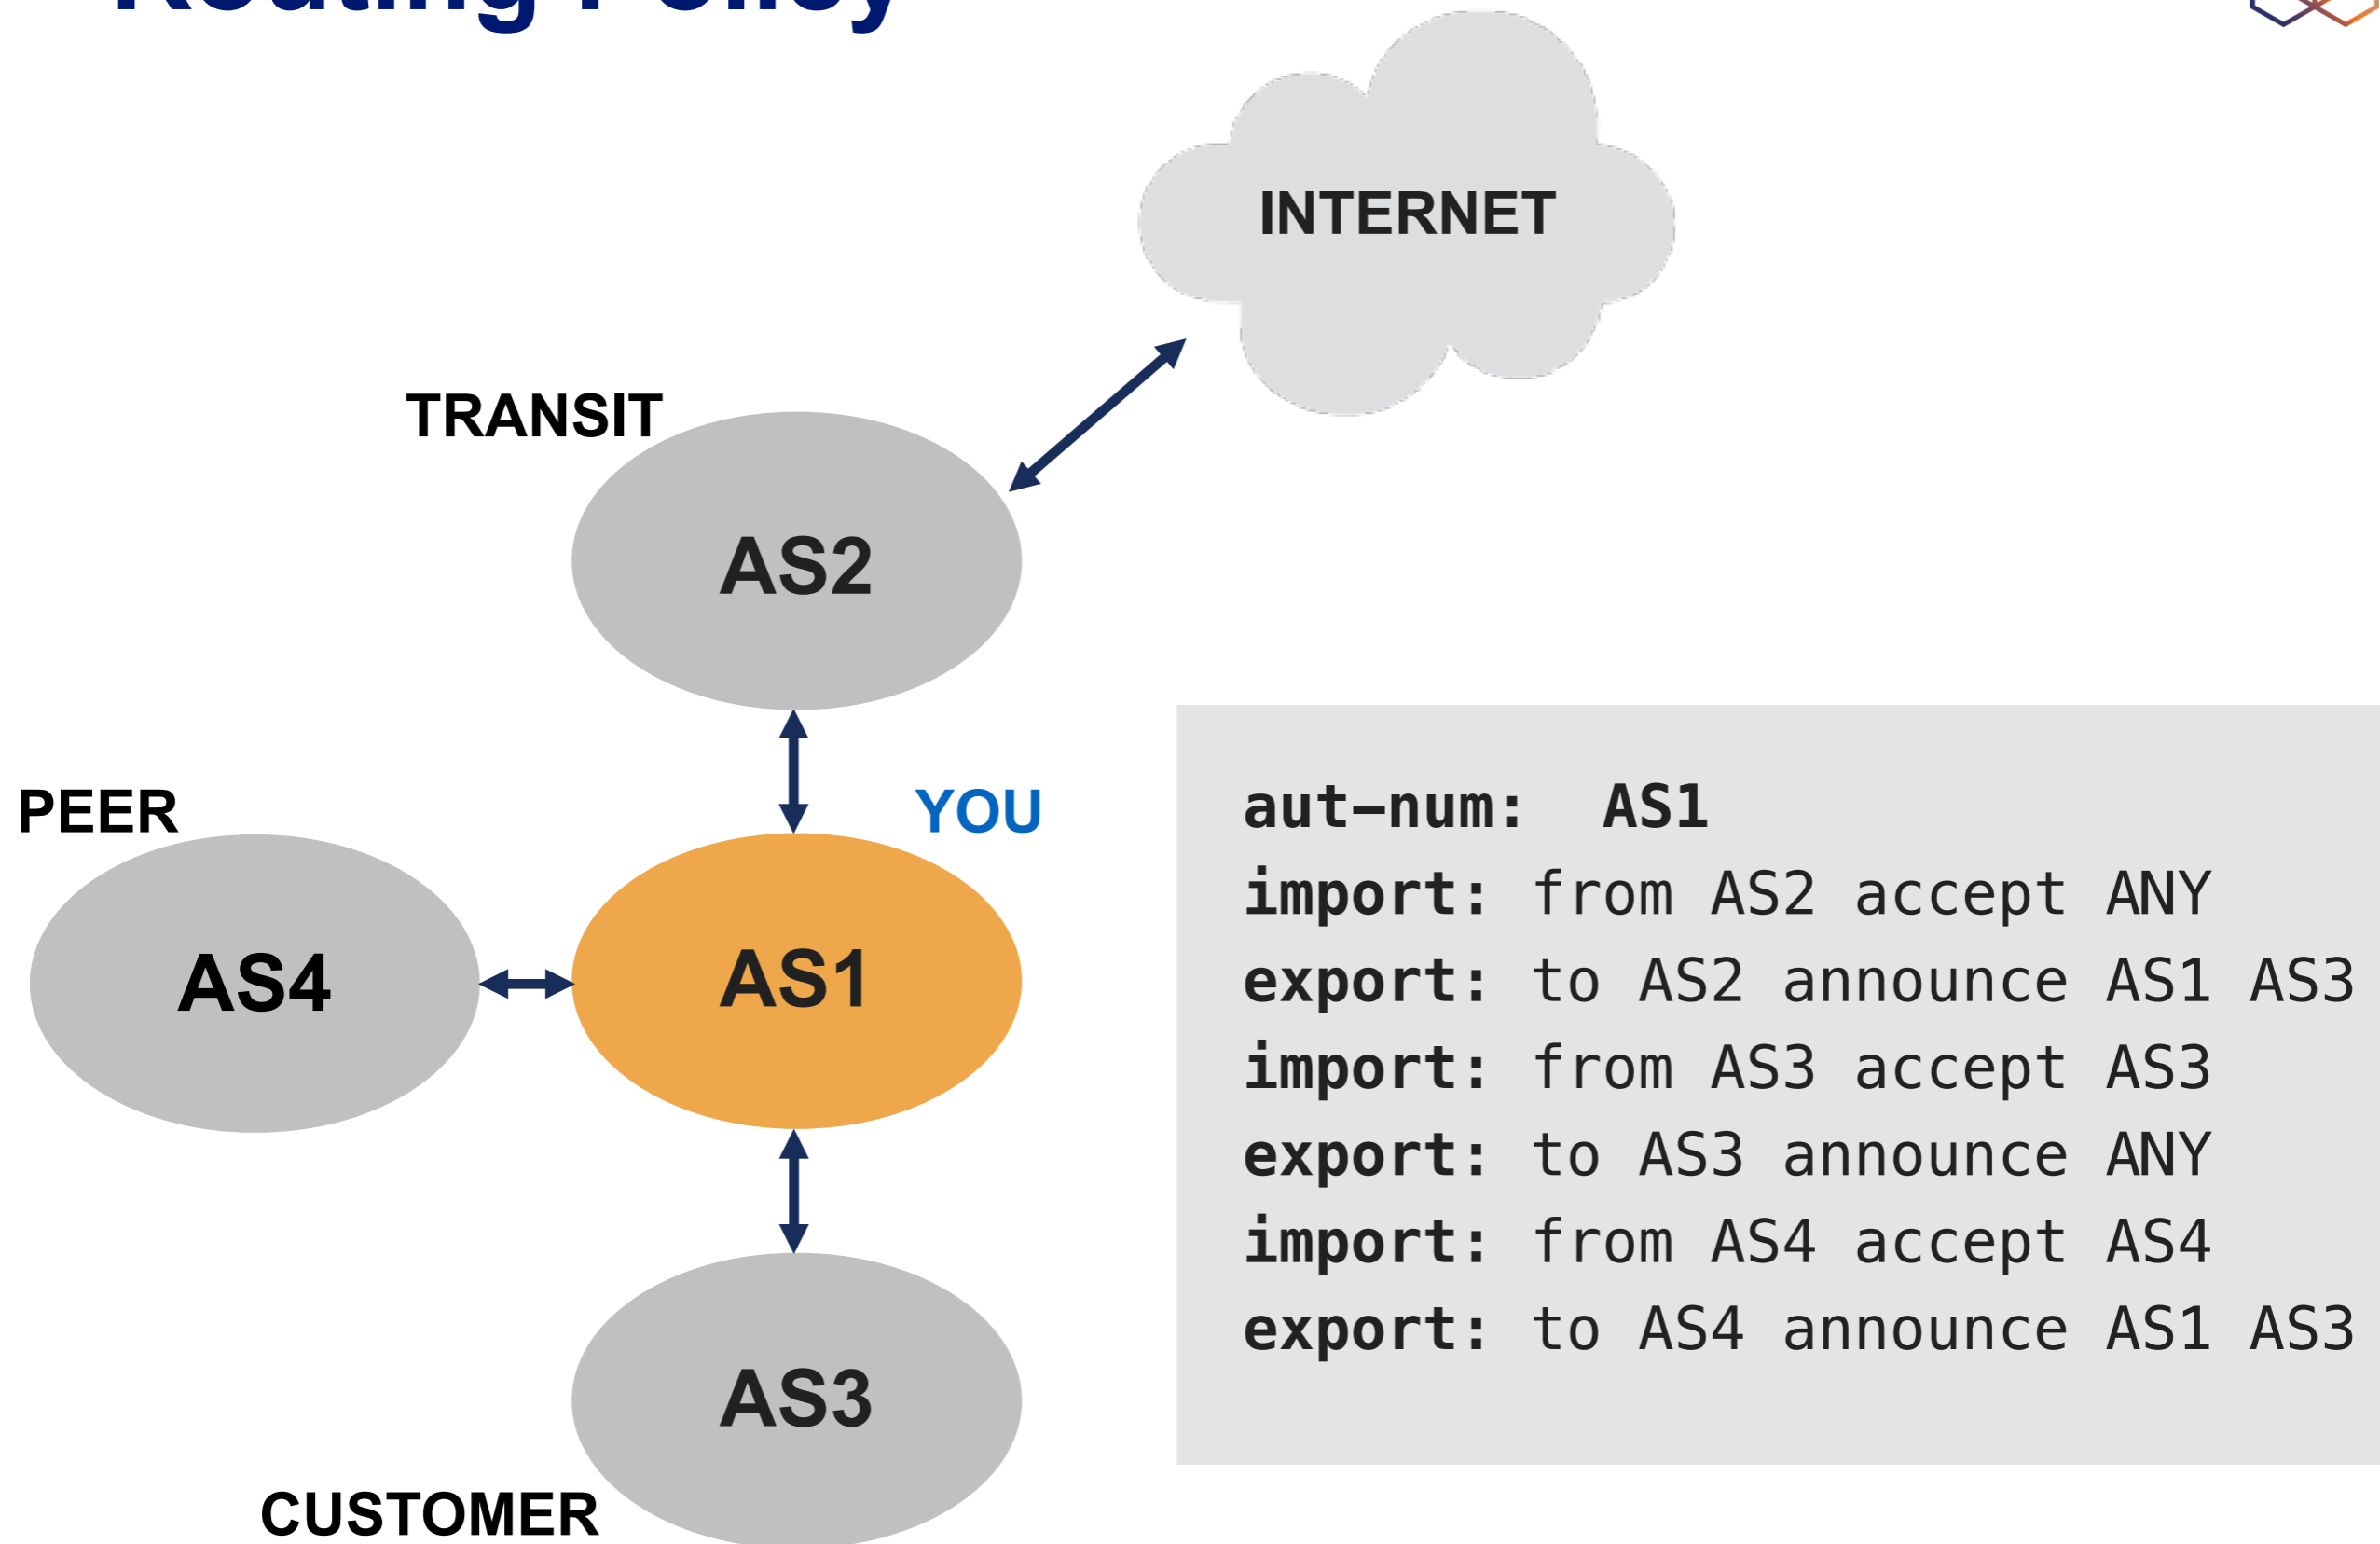 Routing Policy
INTERNET
TRANSIT
AS2
PEER
YOU
AS4
AS1
AS3
CUSTOMER
aut-num: AS1
import: from AS2 accept ANY
export: to AS2 announce AS1 AS3
import: from AS3 accept AS3
export: to AS3 announce ANY
import: from AS4 accept AS4
export: to AS4 announce AS1 AS3